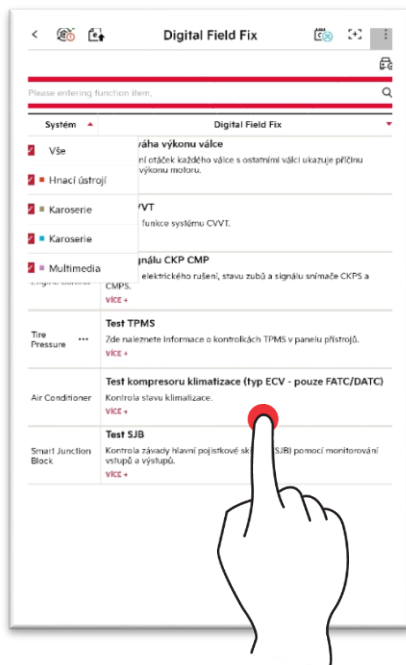 Digital Field Fix
Please entering function item.
Systém Digital Field Fix
Vše
Hnací ústrojí
Karoserie
Karoserie
Multimedia
áha výkonu válce
ní otáček každého válce s ostatními válci ukazuje příčinu
výkonu motoru.
VT
funkce systému CVVT.
gnálu CKP CMP
elektrického rušení, stavu zubů a signálu snímače CKPS a
CMPS.
VÍCE +
Tire
Pressure
Test TPMS
Zde naleznete informace o kontrolkách TPMS v panelu přístrojů.
VÍCE +
Air Conditioner
Test kompresoru klimatizace (typ ECV - pouze FATC/DATC)
Kontrola stavu klimatizace.
VÍCE +
Smart Junction
Block
Test SJB
Kontrola závady hlavní pojistkové sk SJB) pomocí monitorování
vstupů a výstupů.
VÍCE +